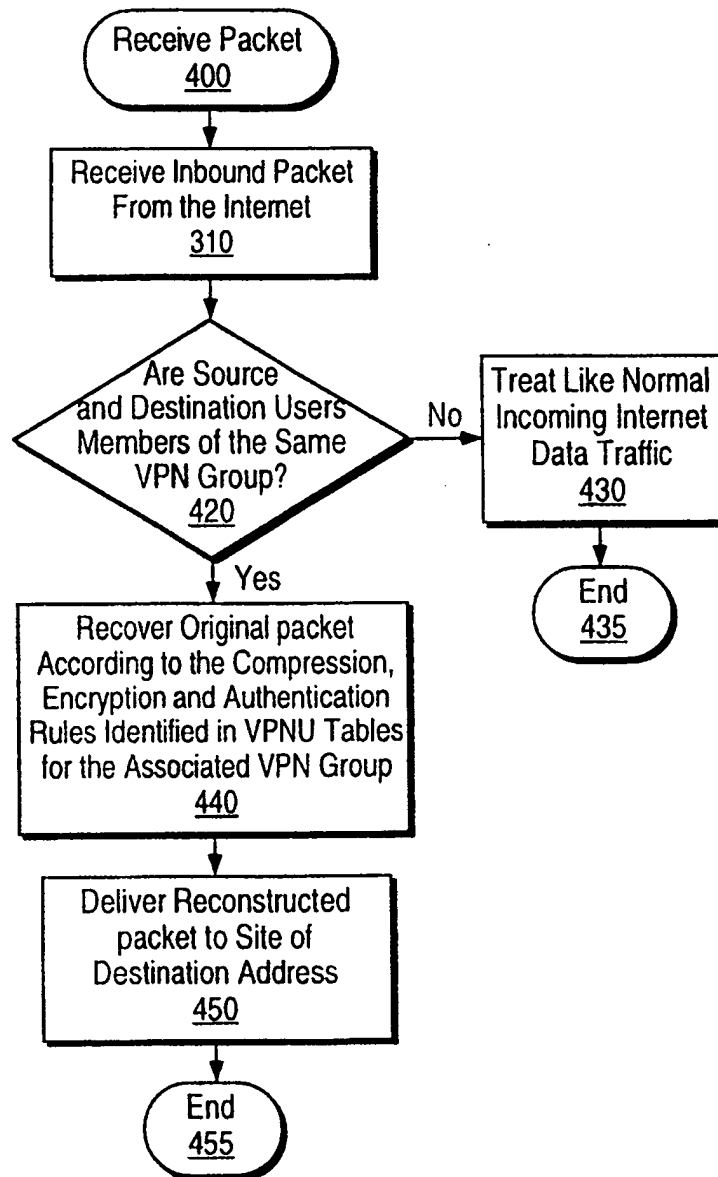 Receive Packet
400
Receive Inbound Packet
From the Internet
310
Are Source
and Destination Users
Members of the Same
VPN Group?
420
No
Treat Like Normal
Incoming Internet
Data Traffic
430
End
435
Yes
Recover Original packet
According to the Compression,
Encryption and Authentication
Rules Identified in VPNU Tables
for the Associated VPN Group
440
Deliver Reconstructed
packet to Site of
Destination Address
450
End
455